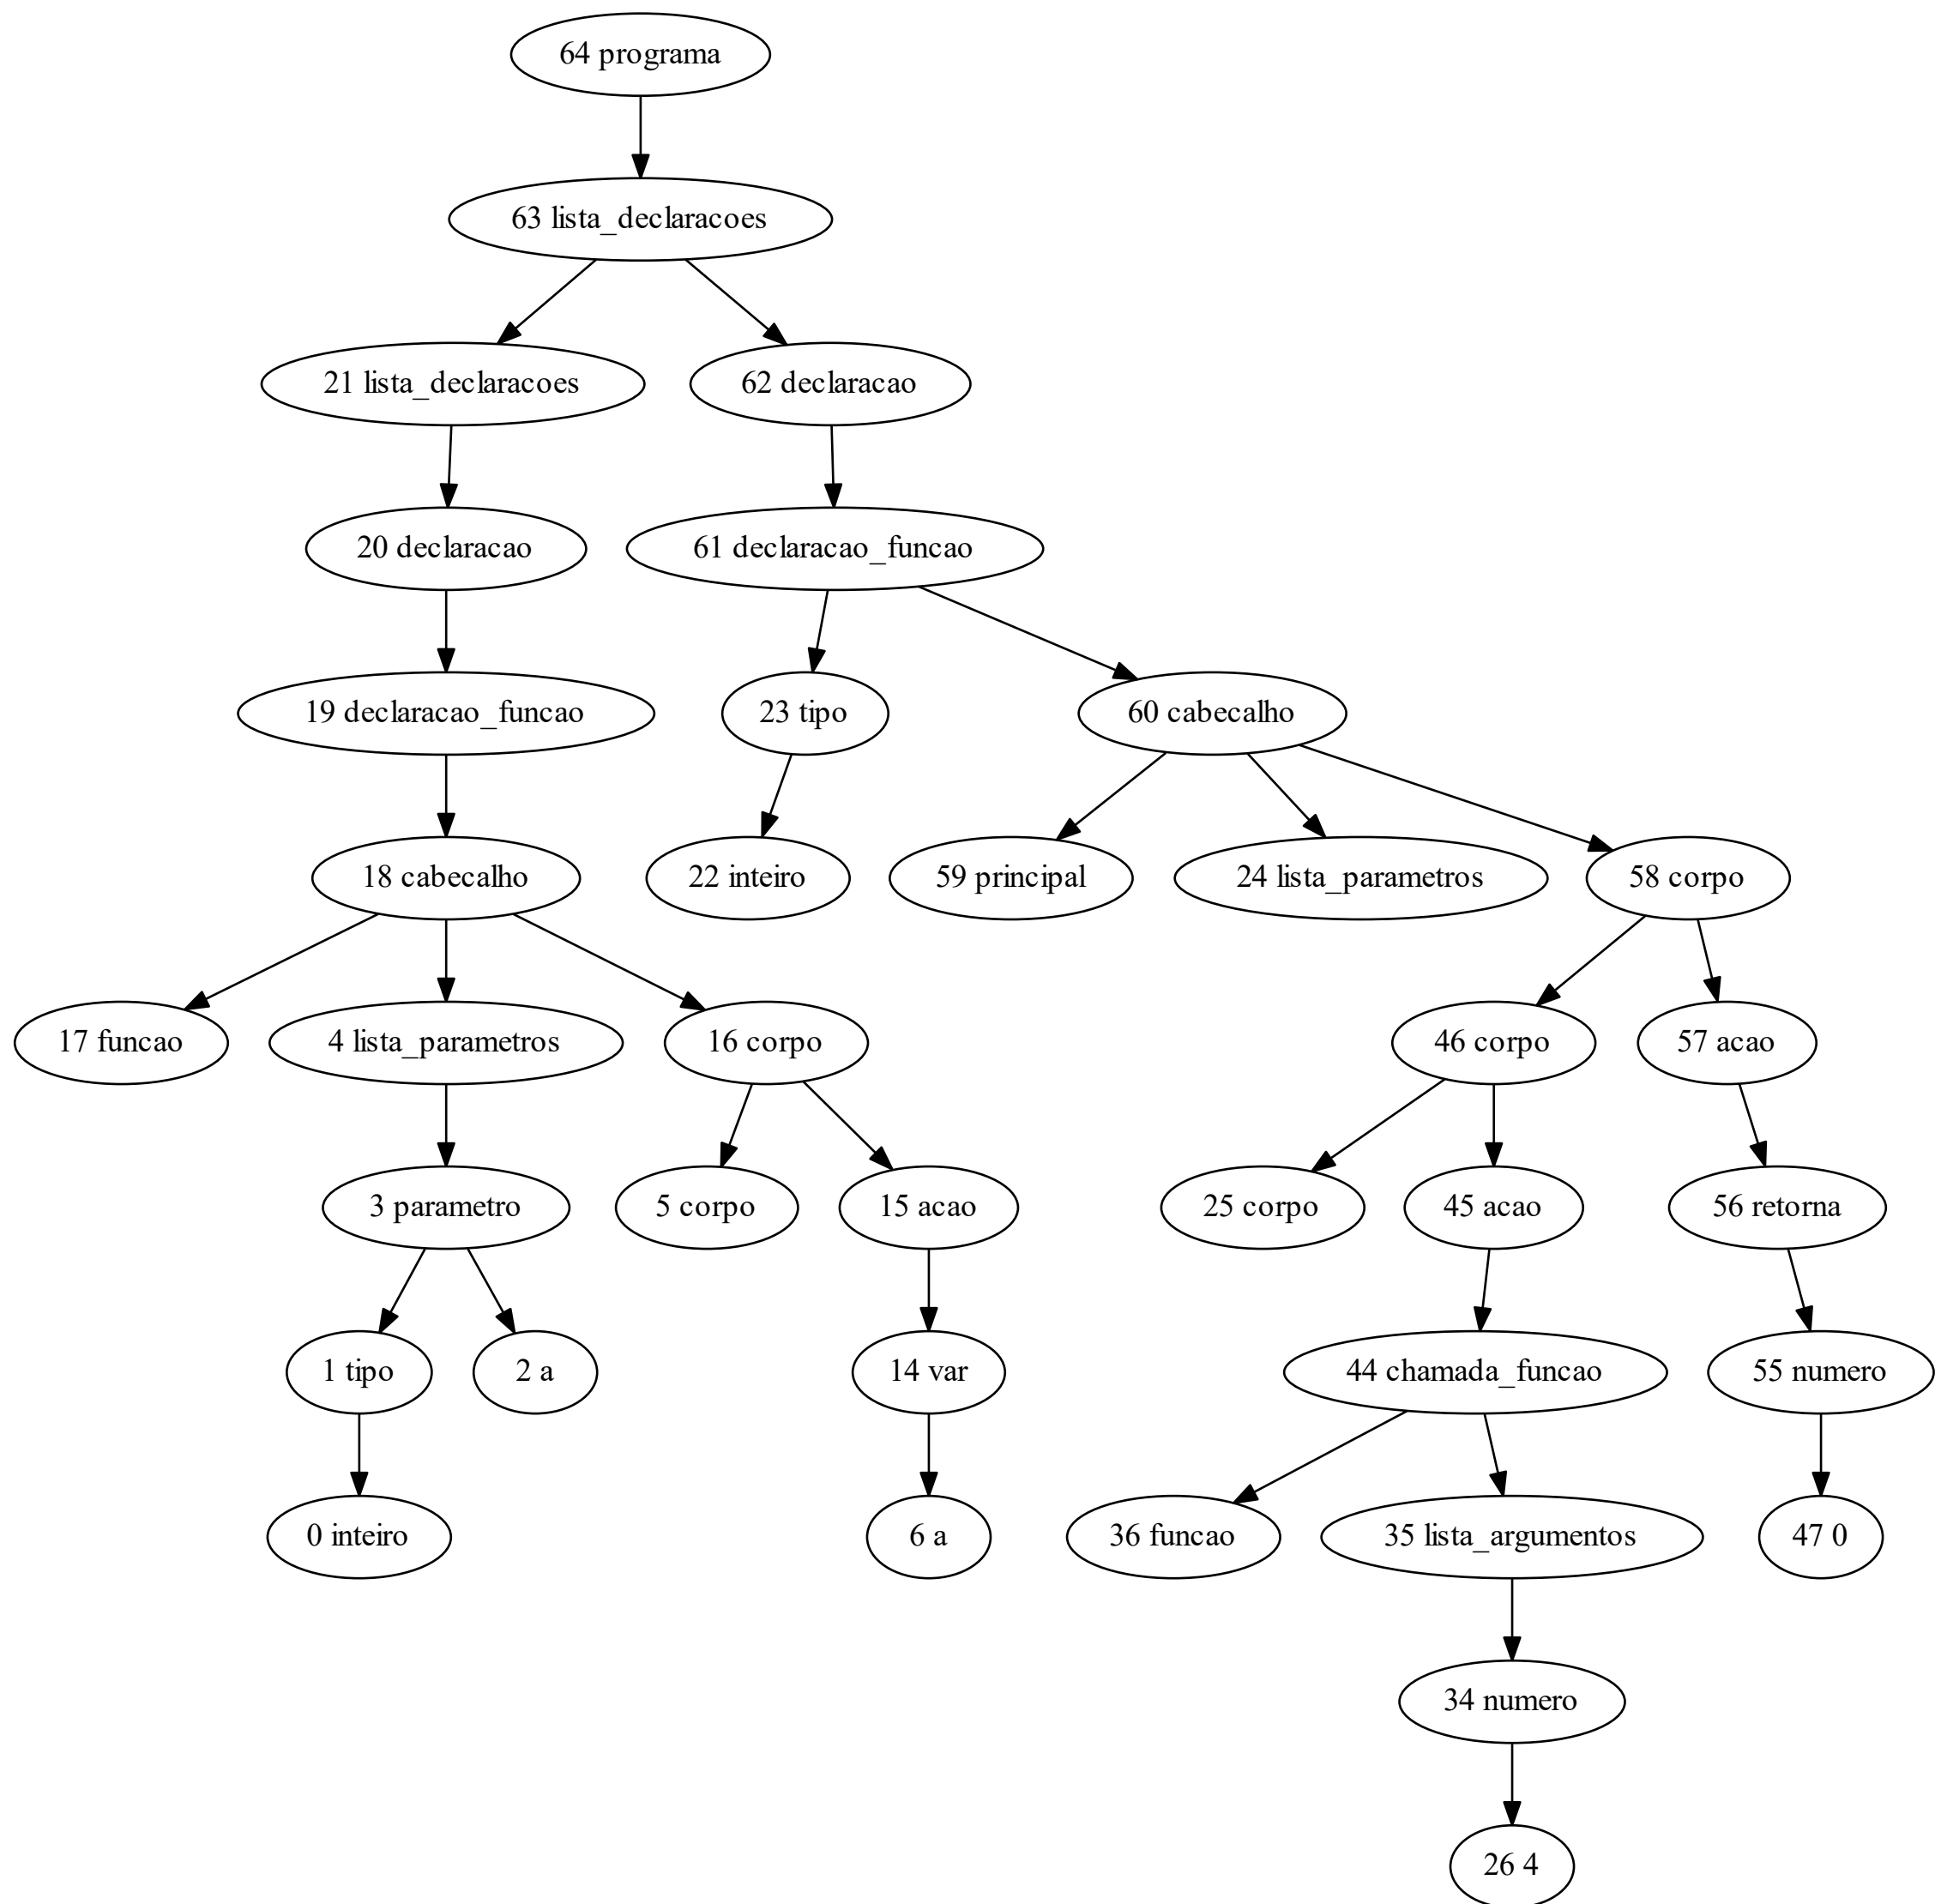 64 programa
63 lista_declaracoes
21 lista_declaracoes
62 declaracao
20 declaracao
61 declaracao_funcao
19 declaracao_funcao
23 tipo
60 cabecalho
18 cabecalho
22 inteiro
59 principal
24 lista_parametros
58 corpo
17 funcao
4 lista_parametros
16 corpo
46 corpo
57 acao
3 parametro
5 corpo
15 acao
25 corpo
45 acao
56 retorna
1 tipo
2 a
14 var
44 chamada_funcao
55 numero
0 inteiro
6 a
36 funcao
35 lista_argumentos
47 0
34 numero
26 4